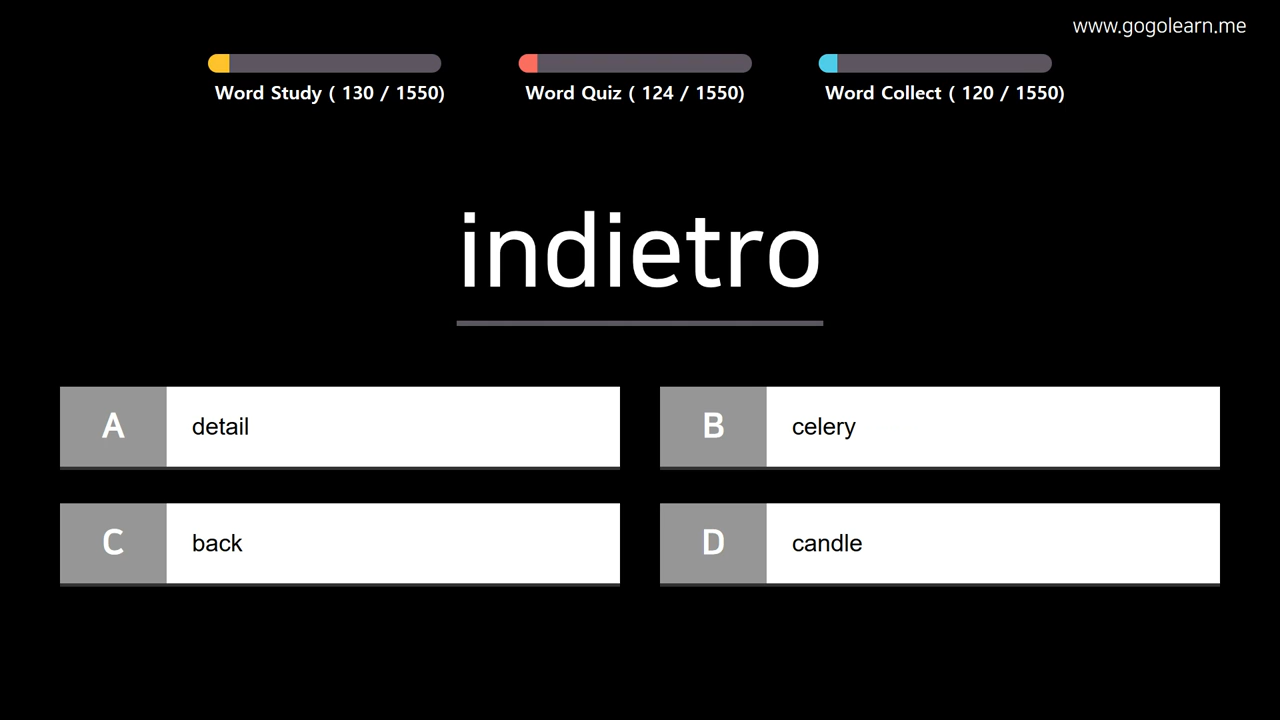 www.gogolearn.me
Word Study ( 130 / 1550)
Word Quiz ( 124 / 1550)
Word Collect ( 120 / 1550)
indietro
A detail
B celery
C back
D candle